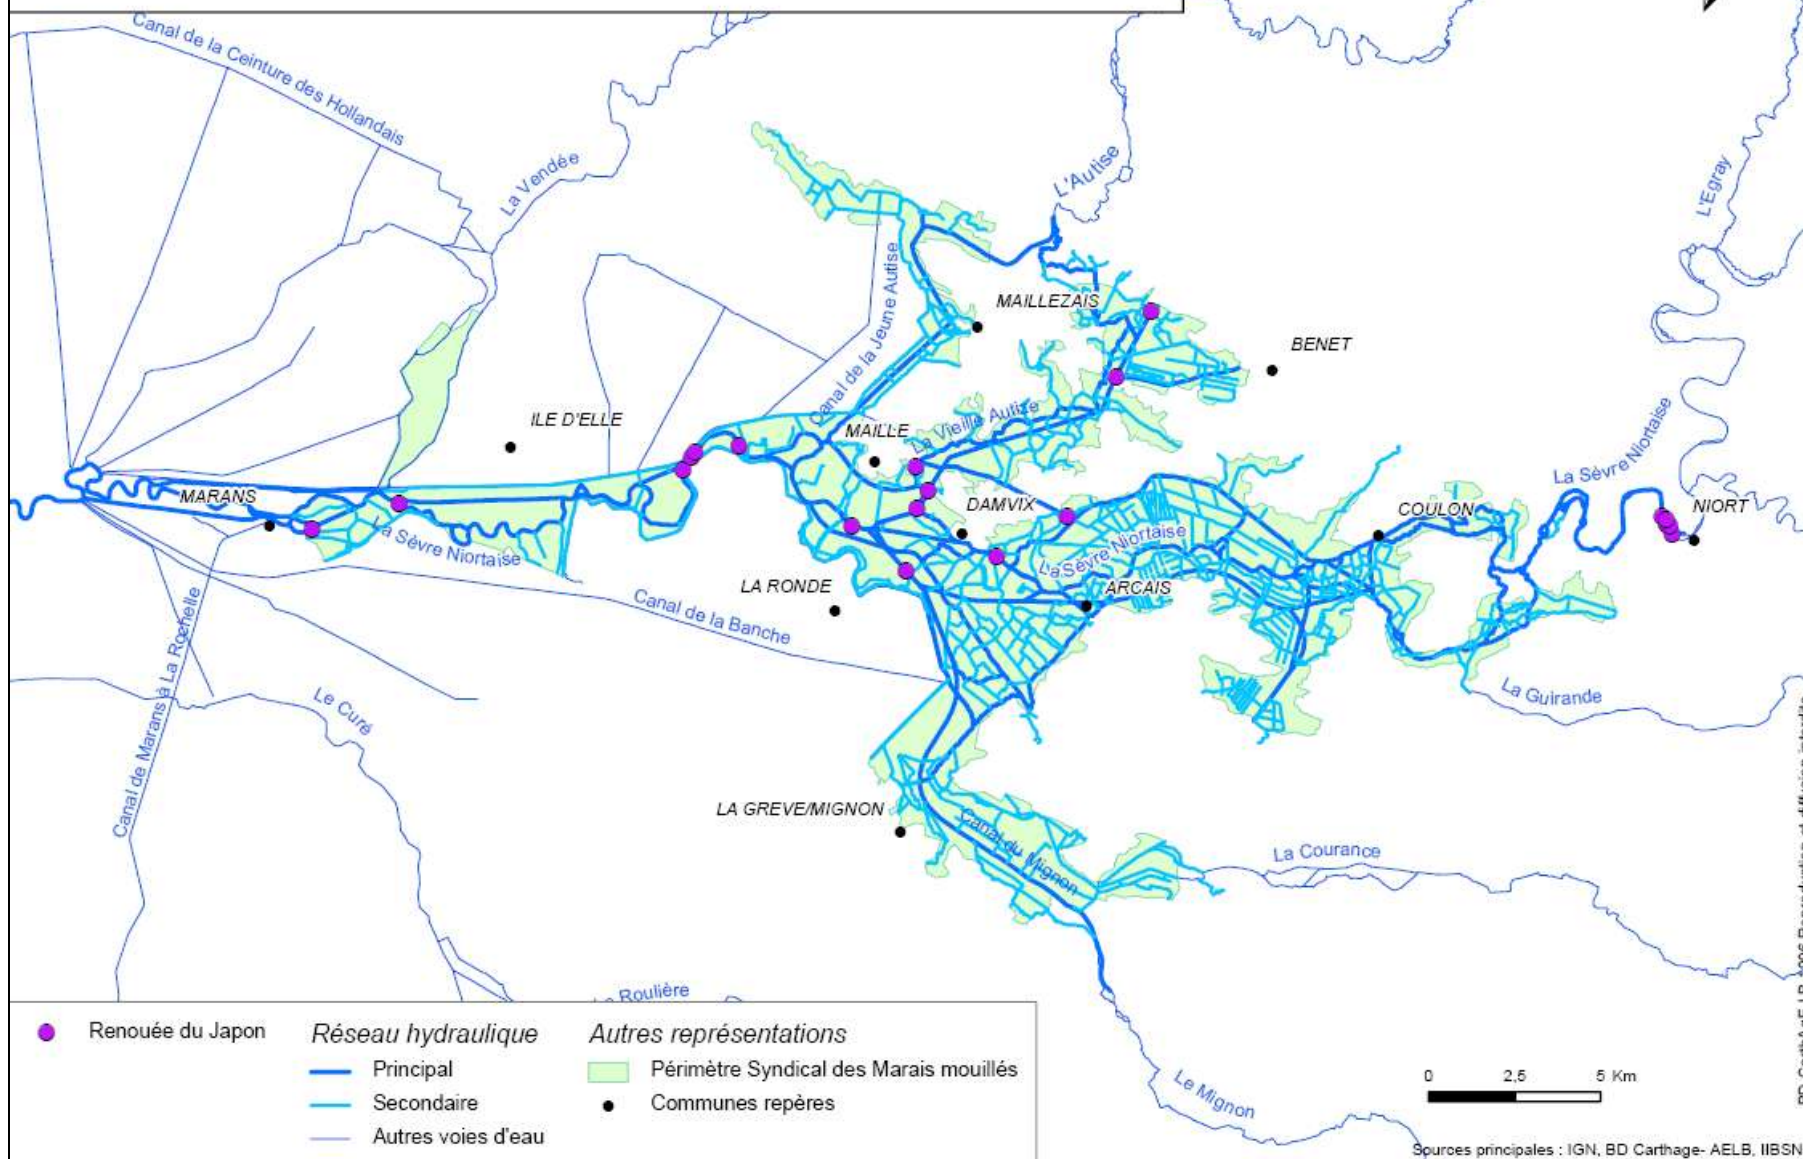 Canal de la Ceinture des Hollandais
La Vendée
L'Autise
L'Egray
Canal de la Jeune Autise
MAILLEZAIS
BENET
ILE D'ELLE
MAILLE
La Vieille Autize
La Sèvre Niortaise
MARANS
DAMVIX
COULON
NIORT
La Sèvre Niortaise
La Sèvre Niortaise
LA RONDE
ARCAIS
Canal de la Banche
Canal de Marans à La Rochelle
Le Curé
La Guirande
LA GREVE/MIGNON
Canal du Mignon
La Courance
Roulière
Le Mignon
Renouée du Japon
Réseau hydraulique
Principal
Secondaire
Autres voies d'eau
Autres représentations
Périmètre Syndical des Marais mouillés
Communes repères
0 2,5 5 Km
Sources principales : IGN, BD Carthage- AELB, IIBSN